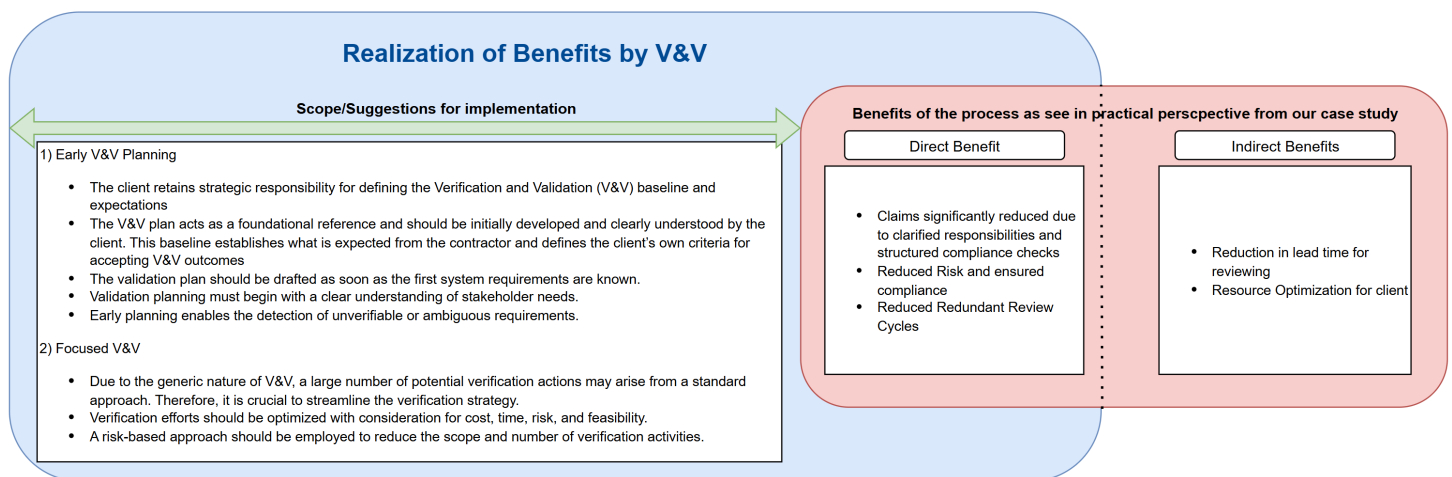 Realization of Benefits by V&V
Scope/Suggestions for implementation
1) Early V&V Planning
• The client retains strategic responsibility for defining the Verification and Validation (V&V) baseline and
expectations
• The V&V plan acts as a foundational reference and should be initially developed and clearly understood by the
client. This baseline establishes what is expected from the contractor and defines the client's own criteria for
accepting V&V outcomes
• The validation plan should be drafted as soon as the first system requirements are known.
• Validation planning must begin with a clear understanding of stakeholder needs.
• Early planning enables the detection of unverifiable or ambiguous requirements.
2) Focused V&V
• Due to the generic nature of V&V, a large number of potential verification actions may arise from a standard
approach. Therefore, it is crucial to streamline the verification strategy.
• Verification efforts should be optimized with consideration for cost, time, risk, and feasibility.
• A risk-based approach should be employed to reduce the scope and number of verification activities.
Benefits of the process as see in practical perscpective from our case study
Direct Benefit
• Claims significantly reduced due
to clarified responsibilities and
structured compliance checks
• Reduced Risk and ensured
compliance
• Reduced Redundant Review
Cycles
Indirect Benefits
• Reduction in lead time for
reviewing
• Resource Optimization for client